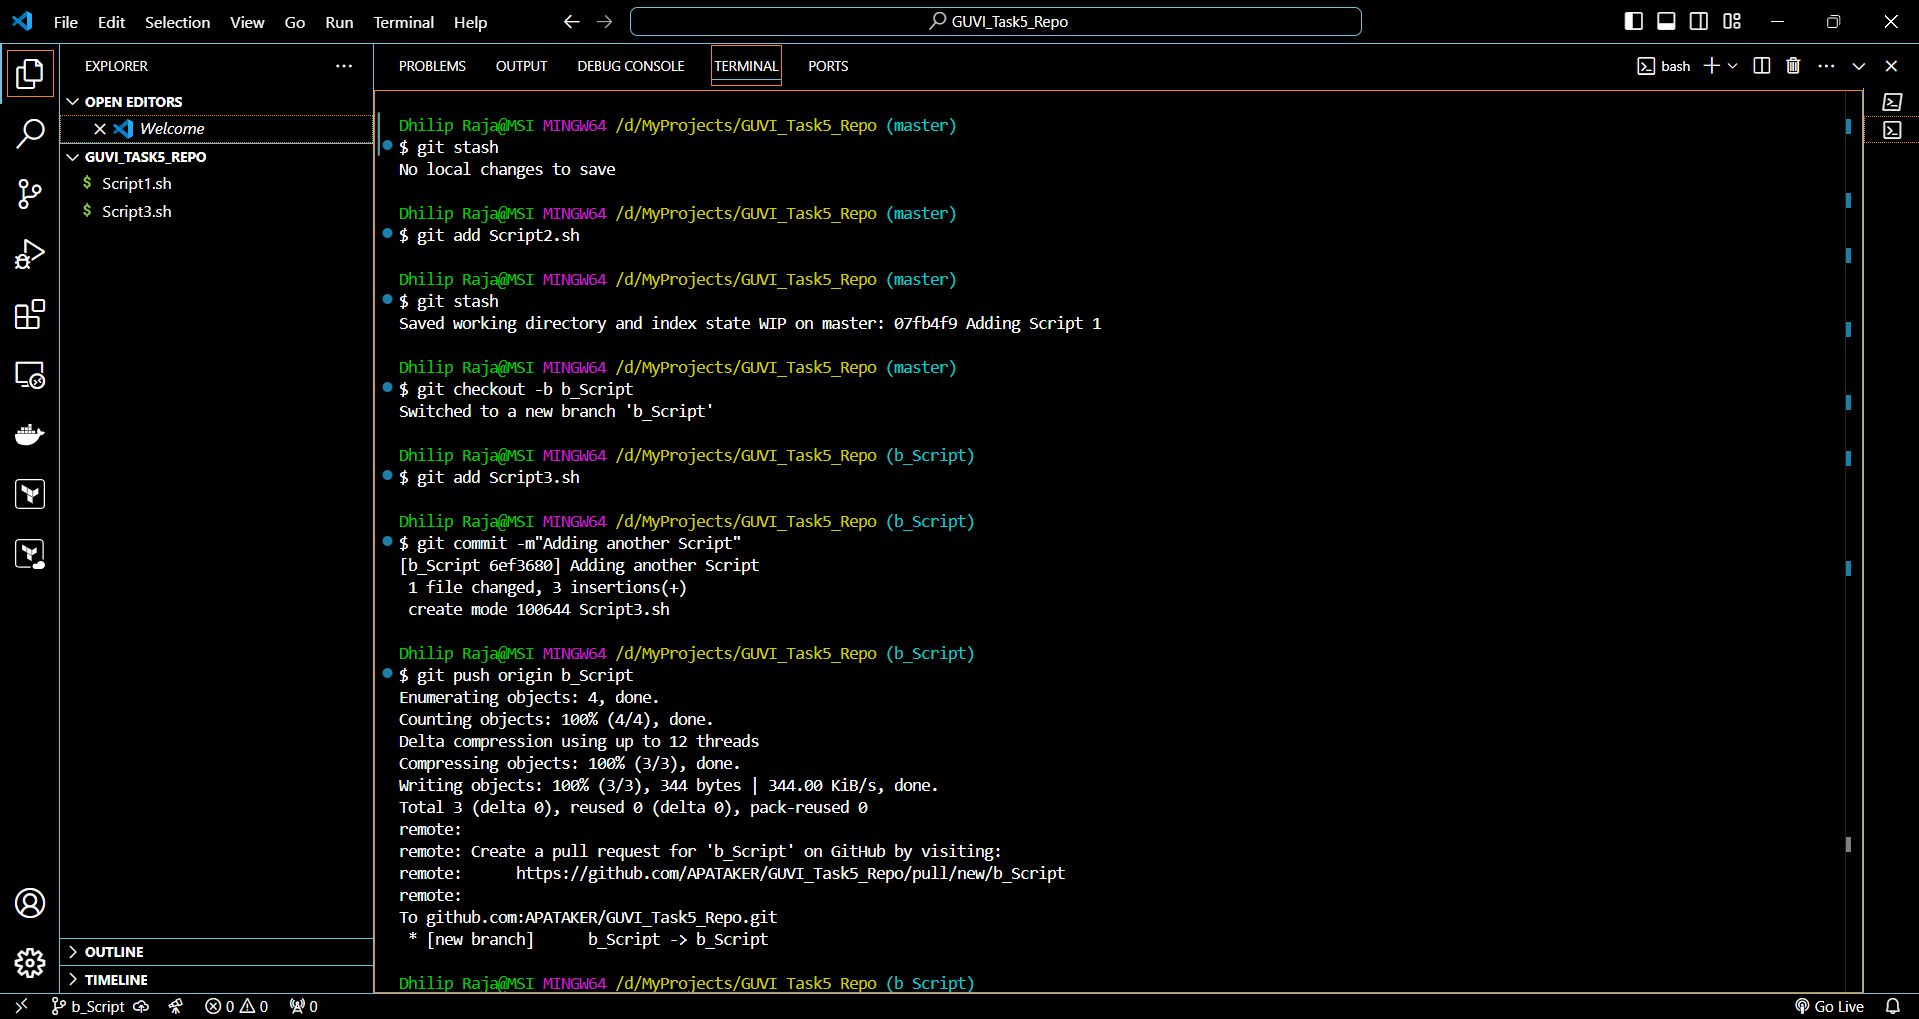 File Edit Selection View Go Run Terminal Help
GUVI_Task5_Repo
EXPLORER
OPEN EDITORS
Welcome
GUVI_TASK5_REPO
$ Script1.sh
$ Script3.sh
OUTLINE
TIMELINE
PROBLEMS OUTPUT DEBUG CONSOLE TERMINAL PORTS
bash
Dhilip Raja@MSI MINGW64 /d/MyProjects/GUVI_Task5_Repo (master)
$ git stash
No local changes to save
Dhilip Raja@MSI MINGW64 /d/MyProjects/GUVI_Task5_Repo (master)
$ git add Script2.sh
Dhilip Raja@MSI MINGW64 /d/MyProjects/GUVI_Task5_Repo (master)
$ git stash
Saved working directory and index state WIP on master: 07fb4f9 Adding Script 1
Dhilip Raja@MSI MINGW64 /d/MyProjects/GUVI_Task5_Repo (master)
$ git checkout -b b_Script
Switched to a new branch 'b_Script'
Dhilip Raja@MSI MINGW64 /d/MyProjects/GUVI_Task5_Repo (b_Script)
$ git add Script3.sh
Dhilip Raja@MSI MINGW64 /d/MyProjects/GUVI_Task5_Repo (b_Script)
$ git commit -m"Adding another Script"
[b_Script 6ef3680] Adding another Script
1 file changed, 3 insertions(+)
create mode 100644 Script3.sh
Dhilip Raja@MSI MINGW64 /d/MyProjects/GUVI_Task5_Repo (b_Script)
$ git push origin b_Script
Enumerating objects: 4, done.
Counting objects: 100% (4/4), done.
Delta compression using up to 12 threads
Compressing objects: 100% (3/3), done.
Writing objects: 100% (3/3), 344 bytes | 344.00 KiB/s, done.
Total 3 (delta 0), reused 0 (delta 0), pack-reused 0
remote:
remote: Create a pull request for 'b_Script' on GitHub by visiting:
remote:      https://github.com/APATAKER/GUVI_Task5_Repo/pull/new/b_Script
remote:
To github.com:APATAKER/GUVI_Task5_Repo.git
* [new branch]      b_Script -> b_Script
Dhilip Raja@MSI MINGW64 /d/MyProjects/GUVI_Task5_Repo (b_Script)
b_Script 0 0 0 Go Live